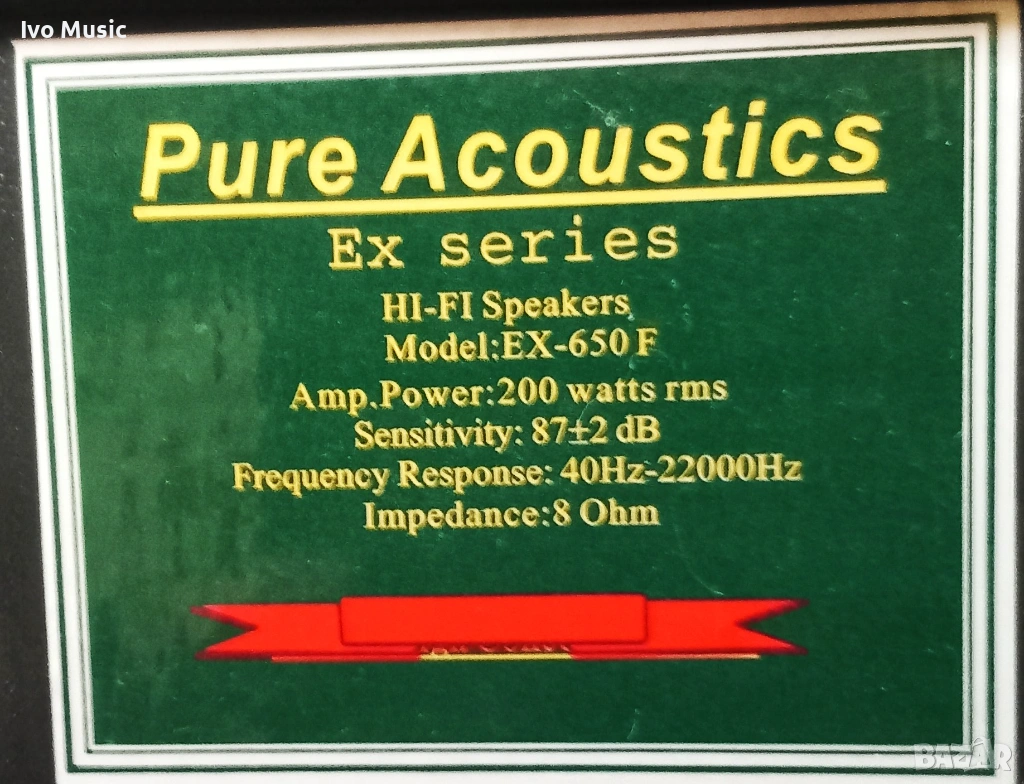 Ivo Music
Pure Acoustics
Ex series
HI-FI Speakers
Model:EX-650 F
Amp.Power:200 watts rms
Sensitivity: 87±2 dB
Frequency Response: 40Hz-22000Hz
Impedance:8 Ohm
BAZAR